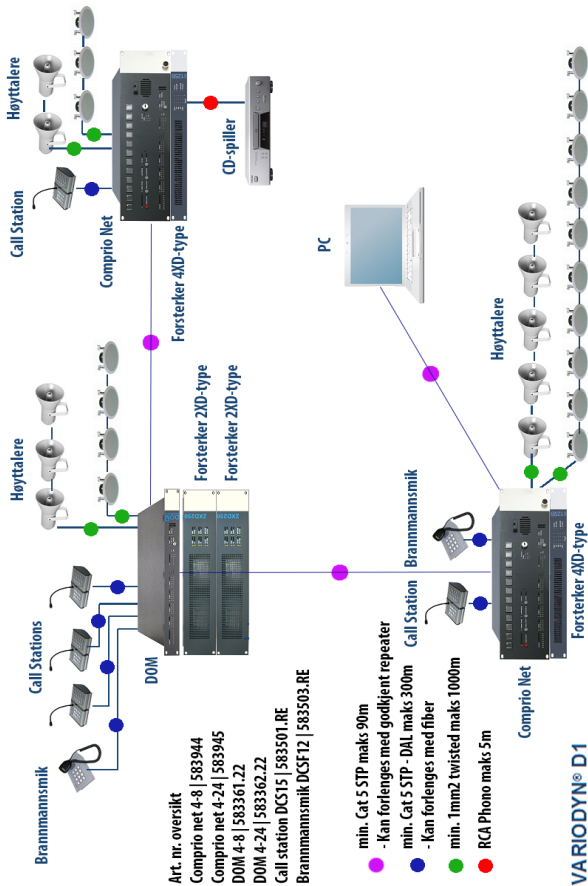 Brannmannsmik
Call Stations
Høyttalere
DOM
Forsterker 2XD-type
Forsterker 2XD-type
Call Station
Høyttalere
Comprio Net
Forsterker 4XD-type
CD-spiller
Art. nr. oversikt
Comprio net 4-8 | 583944
Comprio net 4-24 | 583945
DOM 4-8 | 583361.22
DOM 4-24 | 583362.22
Call station DCS15 | 583501.RE
Brannmannsmik DCSF12 | 583503.RE
min. Cat 5 STP maks 90m
- Kan forlenges med godkjent repeater
min. Cat 5 STP - DAL maks 300m
- Kan forlenges med fiber
min. 1mm2 twisted maks 1000m
RCA Phono maks 5m
Call Station
Brannmannsmik
Høyttalere
PC
Comprio Net
Forsterker 4XD-type
VARIODYN® D1